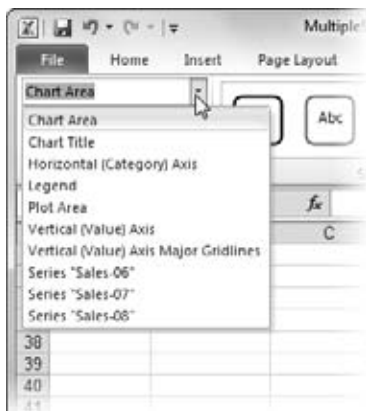 Multiple
File Home Insert Page Layout
Chart Area
Abc
Chart Area
Chart Title
Horizontal (Category) Axis
Legend
Plot Area
Vertical (Value) Axis
Vertical (Value) Axis Major Gridlines
Series "Sales-06"
Series "Sales-07"
Series "Sales-08"
fx
C
38
39
40
41